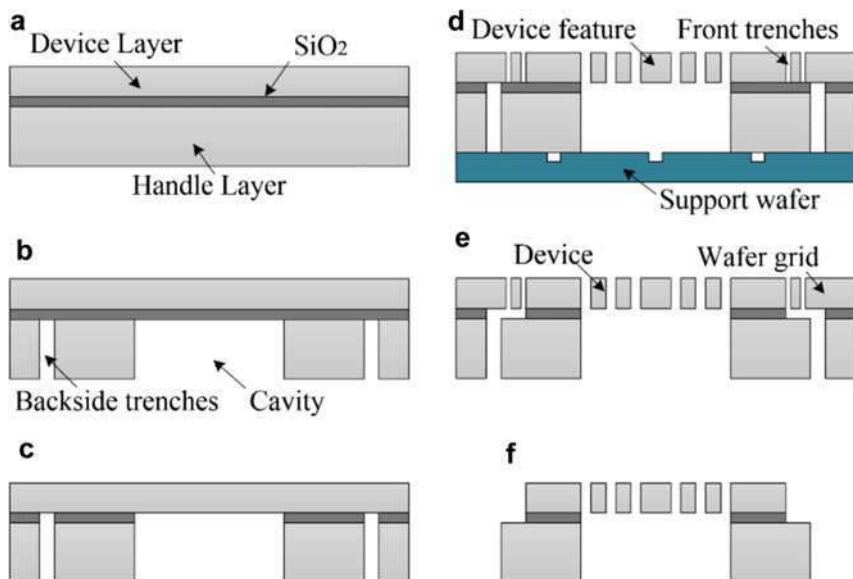 a
Device Layer
SiO2
Handle Layer
b
Backside trenches
Cavity
c
d
Device feature
Front trenches
Support wafer
e
Device
Wafer grid
f